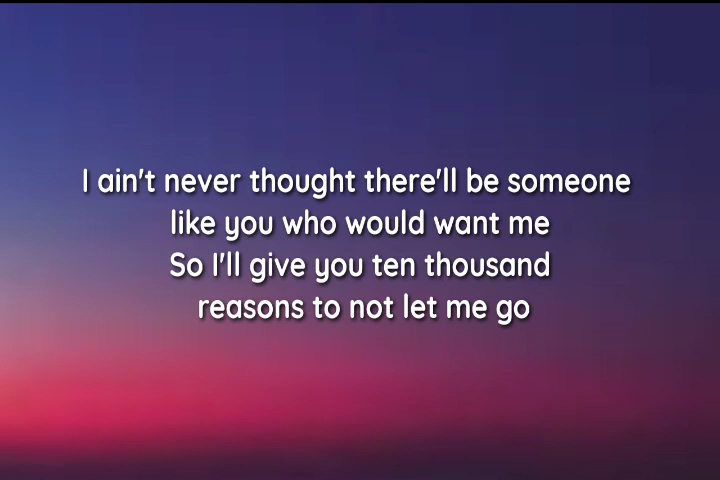 I ain't never thought there'll be someone
like you who would want me
So I'll give you ten thousand
reasons to not let me go